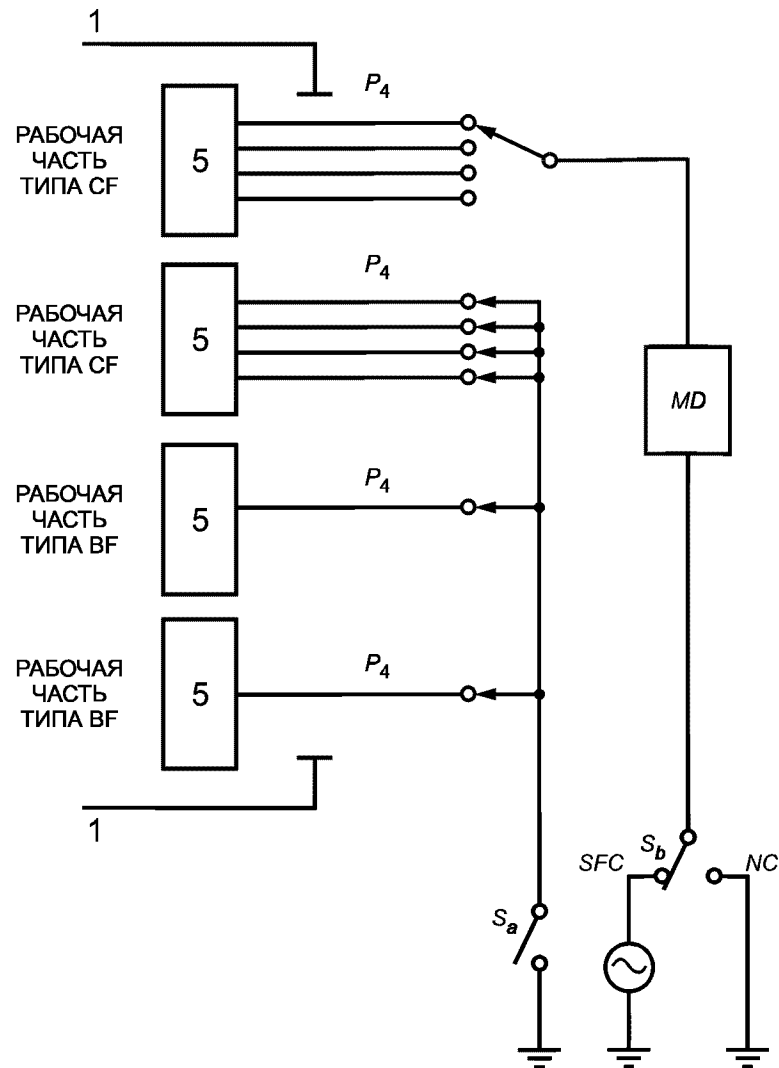 1
P4
РАБОЧАЯ
ЧАСТЬ
ТИПА CF
5
P4
РАБОЧАЯ
ЧАСТЬ
ТИПА CF
5
MD
P4
РАБОЧАЯ
ЧАСТЬ
ТИПА BF
5
P4
РАБОЧАЯ
ЧАСТЬ
ТИПА BF
5
1
Sb
SFC
NC
Sa